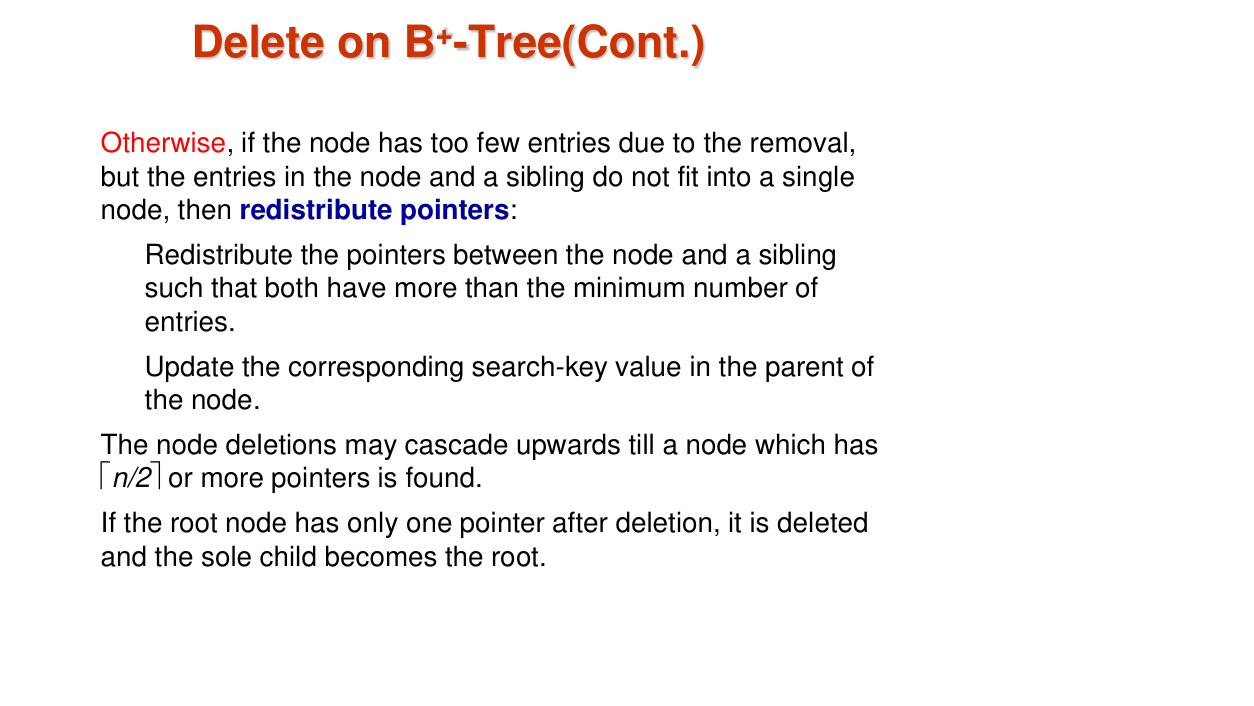 Delete on B⁺-Tree(Cont.)
Otherwise, if the node has too few entries due to the removal,
but the entries in the node and a sibling do not fit into a single
node, then redistribute pointers:
Redistribute the pointers between the node and a sibling
such that both have more than the minimum number of
entries.
Update the corresponding search-key value in the parent of
the node.
The node deletions may cascade upwards till a node which has
⌈n/2⌉ or more pointers is found.
If the root node has only one pointer after deletion, it is deleted
and the sole child becomes the root.